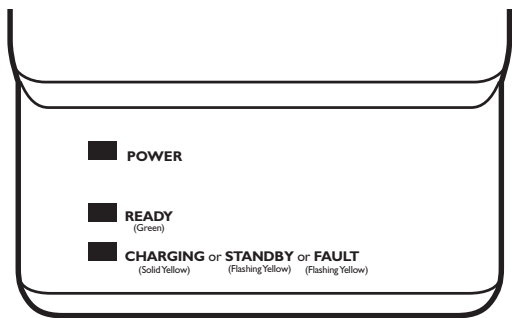 POWER
READY
(Green)
CHARGING or STANDBY or FAULT
(Solid Yellow) (Flashing Yellow) (Flashing Yellow)